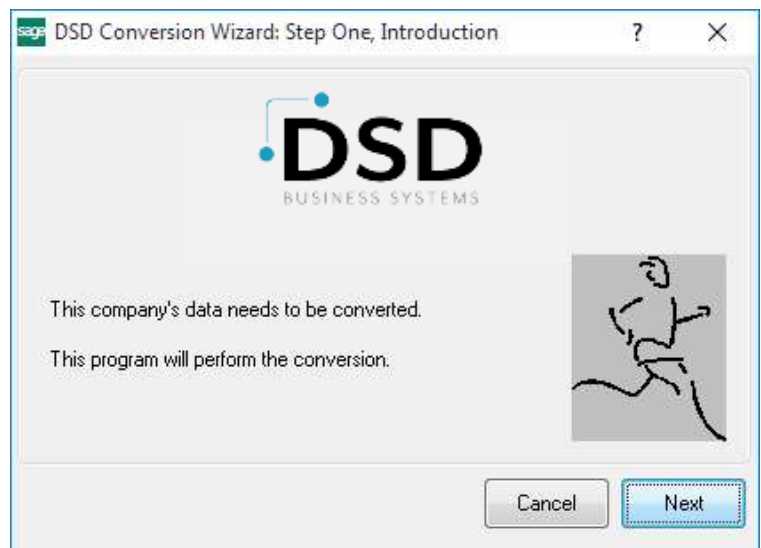 sage DSD Conversion Wizard: Step One, Introduction ? X
DSD
BUSINESS SYSTEMS
This company's data needs to be converted.
This program will perform the conversion.
Cancel Next